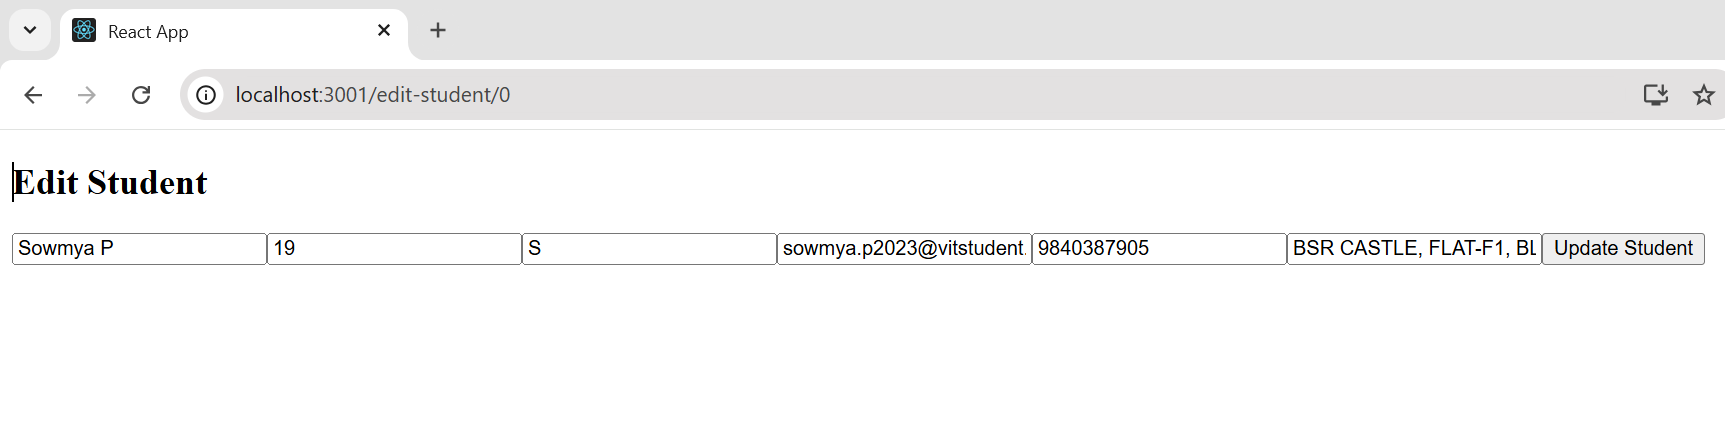 React App
localhost:3001/edit-student/0
Edit Student
Sowmya P 19 S sowmya.p2023@vitstudent. 9840387905 BSR CASTLE, FLAT-F1, BL Update Student